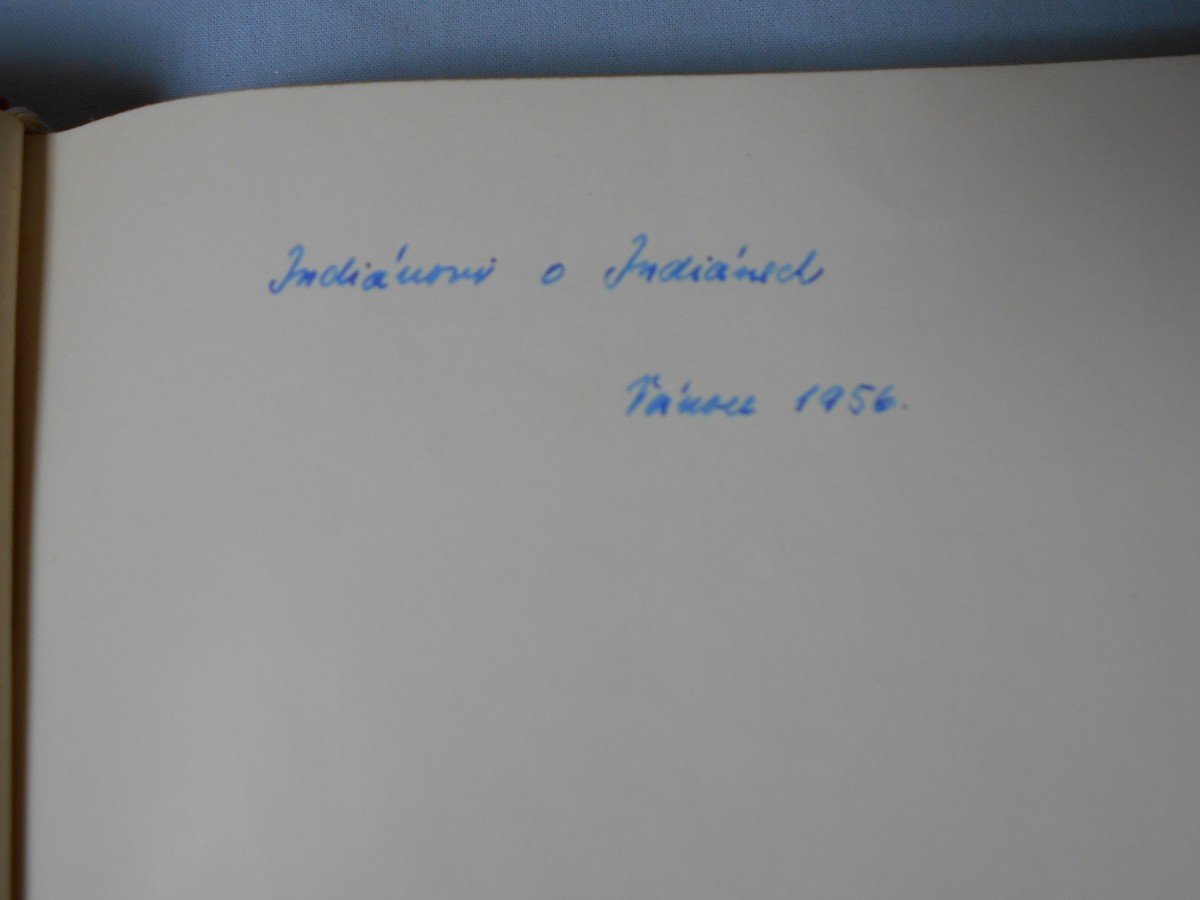 Indiánovi o Indiánech
Vánoce 1956.